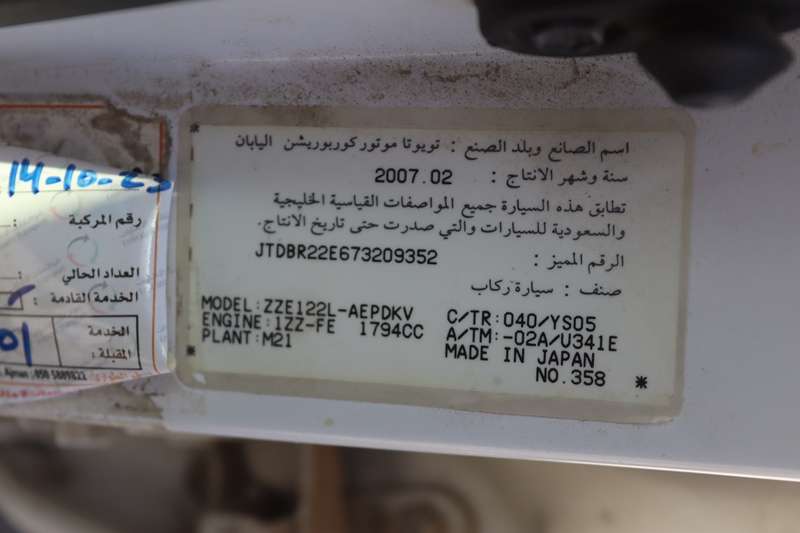 اسم الصانع وبلد الصنع : تويوتا موتور كوربوريشن اليابان
سنة وشهر الانتاج : 2007.02
تطابق هذه السيارة جميع المواصفات القياسية الخليجية
والسعودية للسيارات والتي صدرت حتى تاريخ الانتاج.
الرقم المميز : JTDBR22E673209352
صنف : سيارة ركاب
MODEL:ZZE122L-AEPDKV C/TR:040/YS05
ENGINE:1ZZ-FE 1794CC A/TM:-02A/U341E
PLANT:M21 MADE IN JAPAN
NO.358 *
14-10-23
رقم المركبة :
العداد الحالي
الخدمة القادمة :
الخدمة
المقبلة
Ajman : 050 5809833